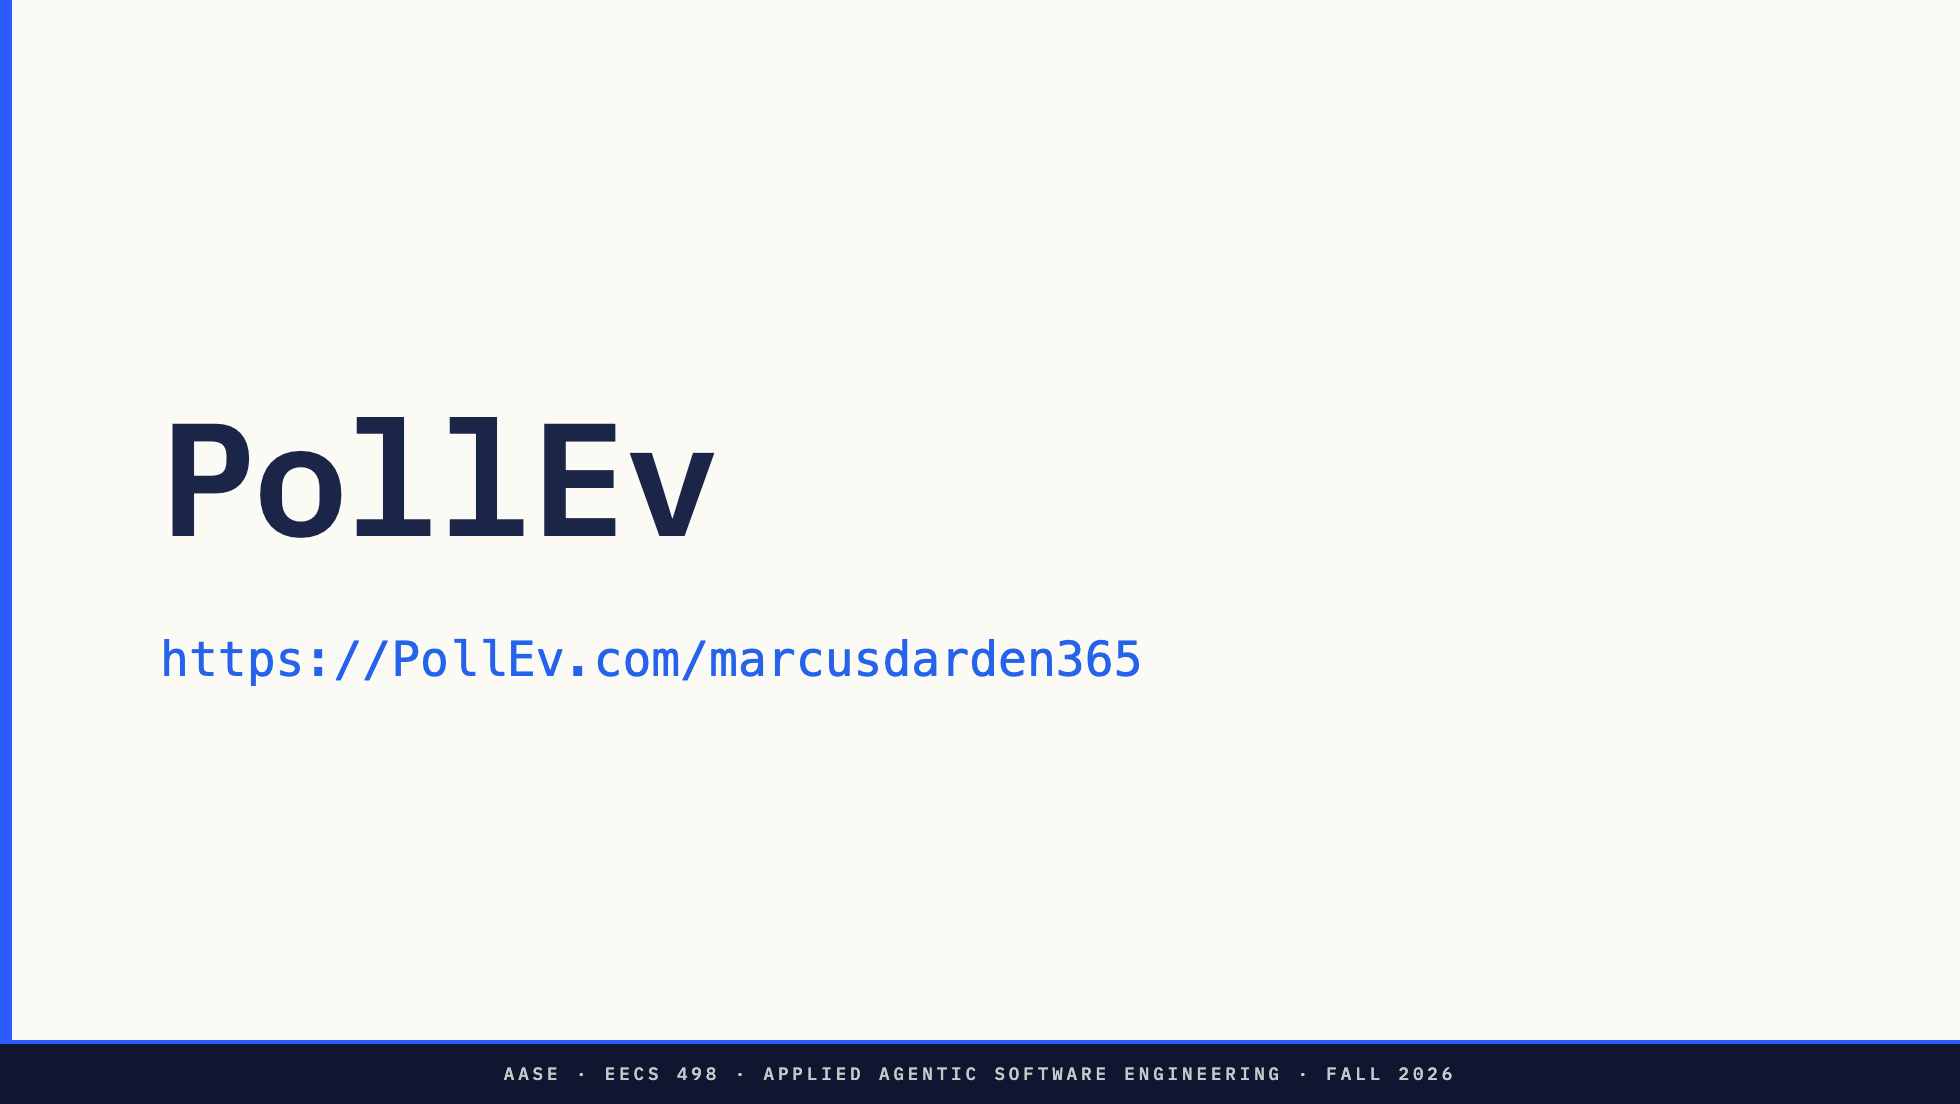 PollEv
https://PollEv.com/marcusdarden365
AASE · EECS 498 · APPLIED AGENTIC SOFTWARE ENGINEERING · FALL 2026